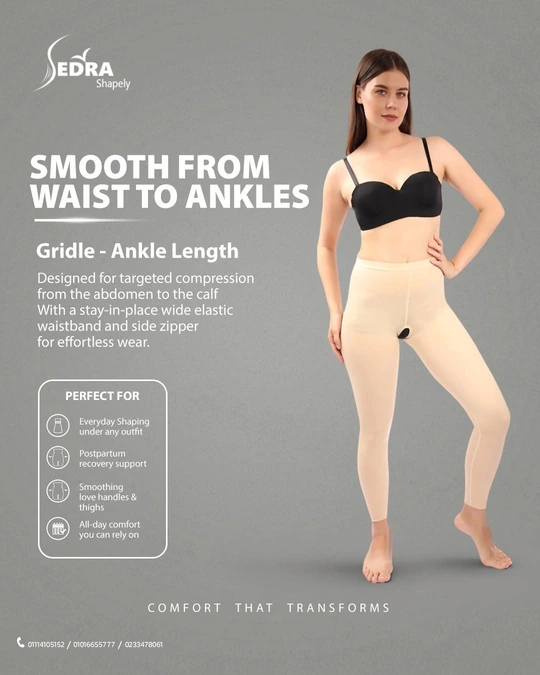 SEDRA
Shapely
SMOOTH FROM
WAIST TO ANKLES
Gridle - Ankle Length
Designed for targeted compression
from the abdomen to the calf
With a stay-in-place wide elastic
waistband and side zipper
for effortless wear.
PERFECT FOR
Everyday Shaping
under any outfit
Postpartum
recovery support
Smoothing
love handles &
thighs
All-day comfort
you can rely on
COMFORT THAT TRANSFORMS
01114105152 / 01016655777 / 0233478061